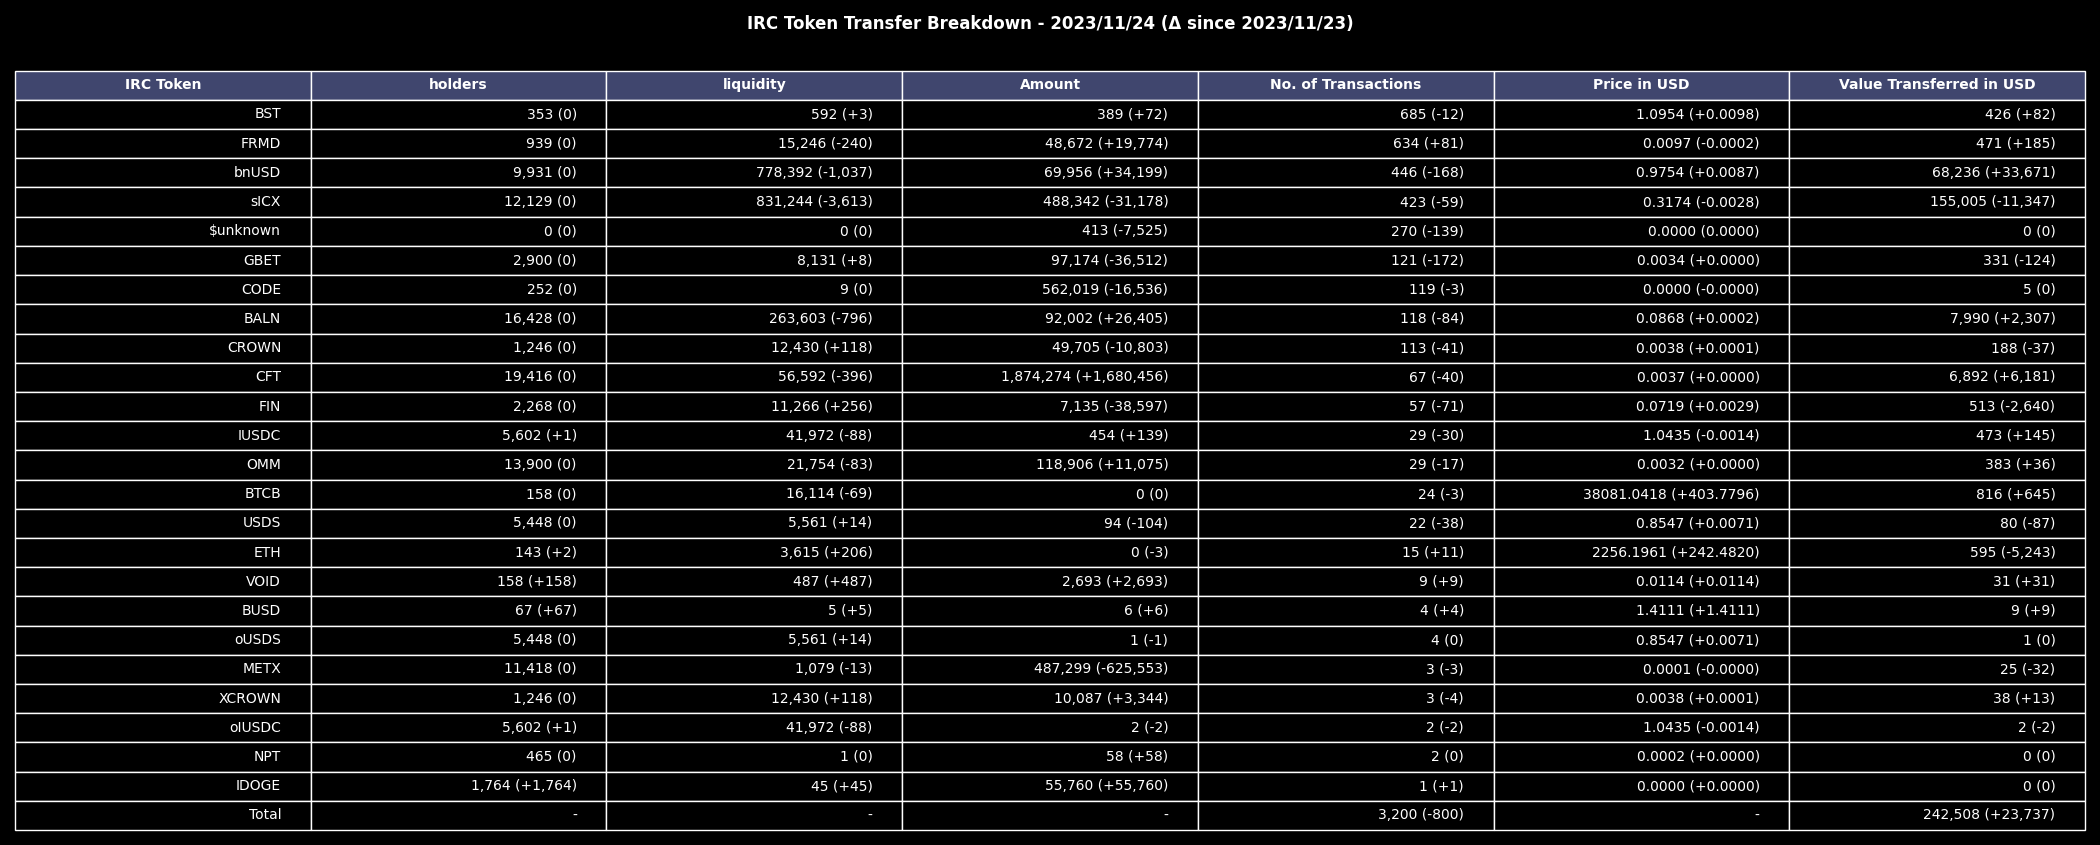 IRC Token Transfer Breakdown - 2023/11/24 (Δ since 2023/11/23)
IRC Token holders liquidity Amount No. of Transactions Price in USD Value Transferred in USD
BST 353 (0) 592 (+3) 389 (+72) 685 (-12) 1.0954 (+0.0098) 426 (+82)
FRMD 939 (0) 15,246 (-240) 48,672 (+19,774) 634 (+81) 0.0097 (-0.0002) 471 (+185)
bnUSD 9,931 (0) 778,392 (-1,037) 69,956 (+34,199) 446 (-168) 0.9754 (+0.0087) 68,236 (+33,671)
sICX 12,129 (0) 831,244 (-3,613) 488,342 (-31,178) 423 (-59) 0.3174 (-0.0028) 155,005 (-11,347)
$unknown 0 (0) 0 (0) 413 (-7,525) 270 (-139) 0.0000 (0.0000) 0 (0)
GBET 2,900 (0) 8,131 (+8) 97,174 (-36,512) 121 (-172) 0.0034 (+0.0000) 331 (-124)
CODE 252 (0) 9 (0) 562,019 (-16,536) 119 (-3) 0.0000 (-0.0000) 5 (0)
BALN 16,428 (0) 263,603 (-796) 92,002 (+26,405) 118 (-84) 0.0868 (+0.0002) 7,990 (+2,307)
CROWN 1,246 (0) 12,430 (+118) 49,705 (-10,803) 113 (-41) 0.0038 (+0.0001) 188 (-37)
CFT 19,416 (0) 56,592 (-396) 1,874,274 (+1,680,456) 67 (-40) 0.0037 (+0.0000) 6,892 (+6,181)
FIN 2,268 (0) 11,266 (+256) 7,135 (-38,597) 57 (-71) 0.0719 (+0.0029) 513 (-2,640)
IUSDC 5,602 (+1) 41,972 (-88) 454 (+139) 29 (-30) 1.0435 (-0.0014) 473 (+145)
OMM 13,900 (0) 21,754 (-83) 118,906 (+11,075) 29 (-17) 0.0032 (+0.0000) 383 (+36)
BTCB 158 (0) 16,114 (-69) 0 (0) 24 (-3) 38081.0418 (+403.7796) 816 (+645)
USDS 5,448 (0) 5,561 (+14) 94 (-104) 22 (-38) 0.8547 (+0.0071) 80 (-87)
ETH 143 (+2) 3,615 (+206) 0 (-3) 15 (+11) 2256.1961 (+242.4820) 595 (-5,243)
VOID 158 (+158) 487 (+487) 2,693 (+2,693) 9 (+9) 0.0114 (+0.0114) 31 (+31)
BUSD 67 (+67) 5 (+5) 6 (+6) 4 (+4) 1.4111 (+1.4111) 9 (+9)
oUSDS 5,448 (0) 5,561 (+14) 1 (-1) 4 (0) 0.8547 (+0.0071) 1 (0)
METX 11,418 (0) 1,079 (-13) 487,299 (-625,553) 3 (-3) 0.0001 (-0.0000) 25 (-32)
XCROWN 1,246 (0) 12,430 (+118) 10,087 (+3,344) 3 (-4) 0.0038 (+0.0001) 38 (+13)
oIUSDC 5,602 (+1) 41,972 (-88) 2 (-2) 2 (-2) 1.0435 (-0.0014) 2 (-2)
NPT 465 (0) 1 (0) 58 (+58) 2 (0) 0.0002 (+0.0000) 0 (0)
IDOGE 1,764 (+1,764) 45 (+45) 55,760 (+55,760) 1 (+1) 0.0000 (+0.0000) 0 (0)
Total - - - 3,200 (-800) - 242,508 (+23,737)